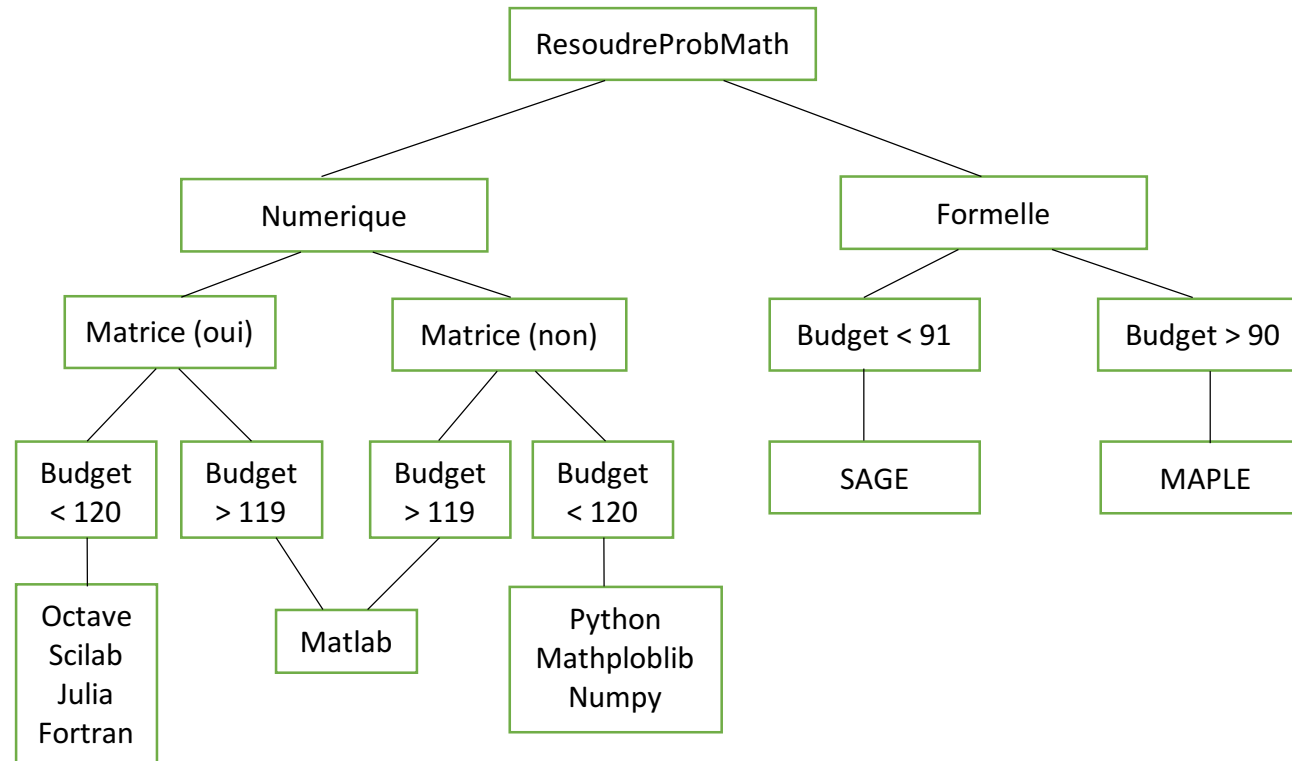 ResoudreProbMath
Numerique
Formelle
Matrice (oui)
Matrice (non)
Budget < 91
Budget > 90
Budget
< 120
Budget
> 119
Budget
> 119
Budget
< 120
SAGE
MAPLE
Octave
Scilab
Julia
Fortran
Matlab
Python
Mathploblib
Numpy